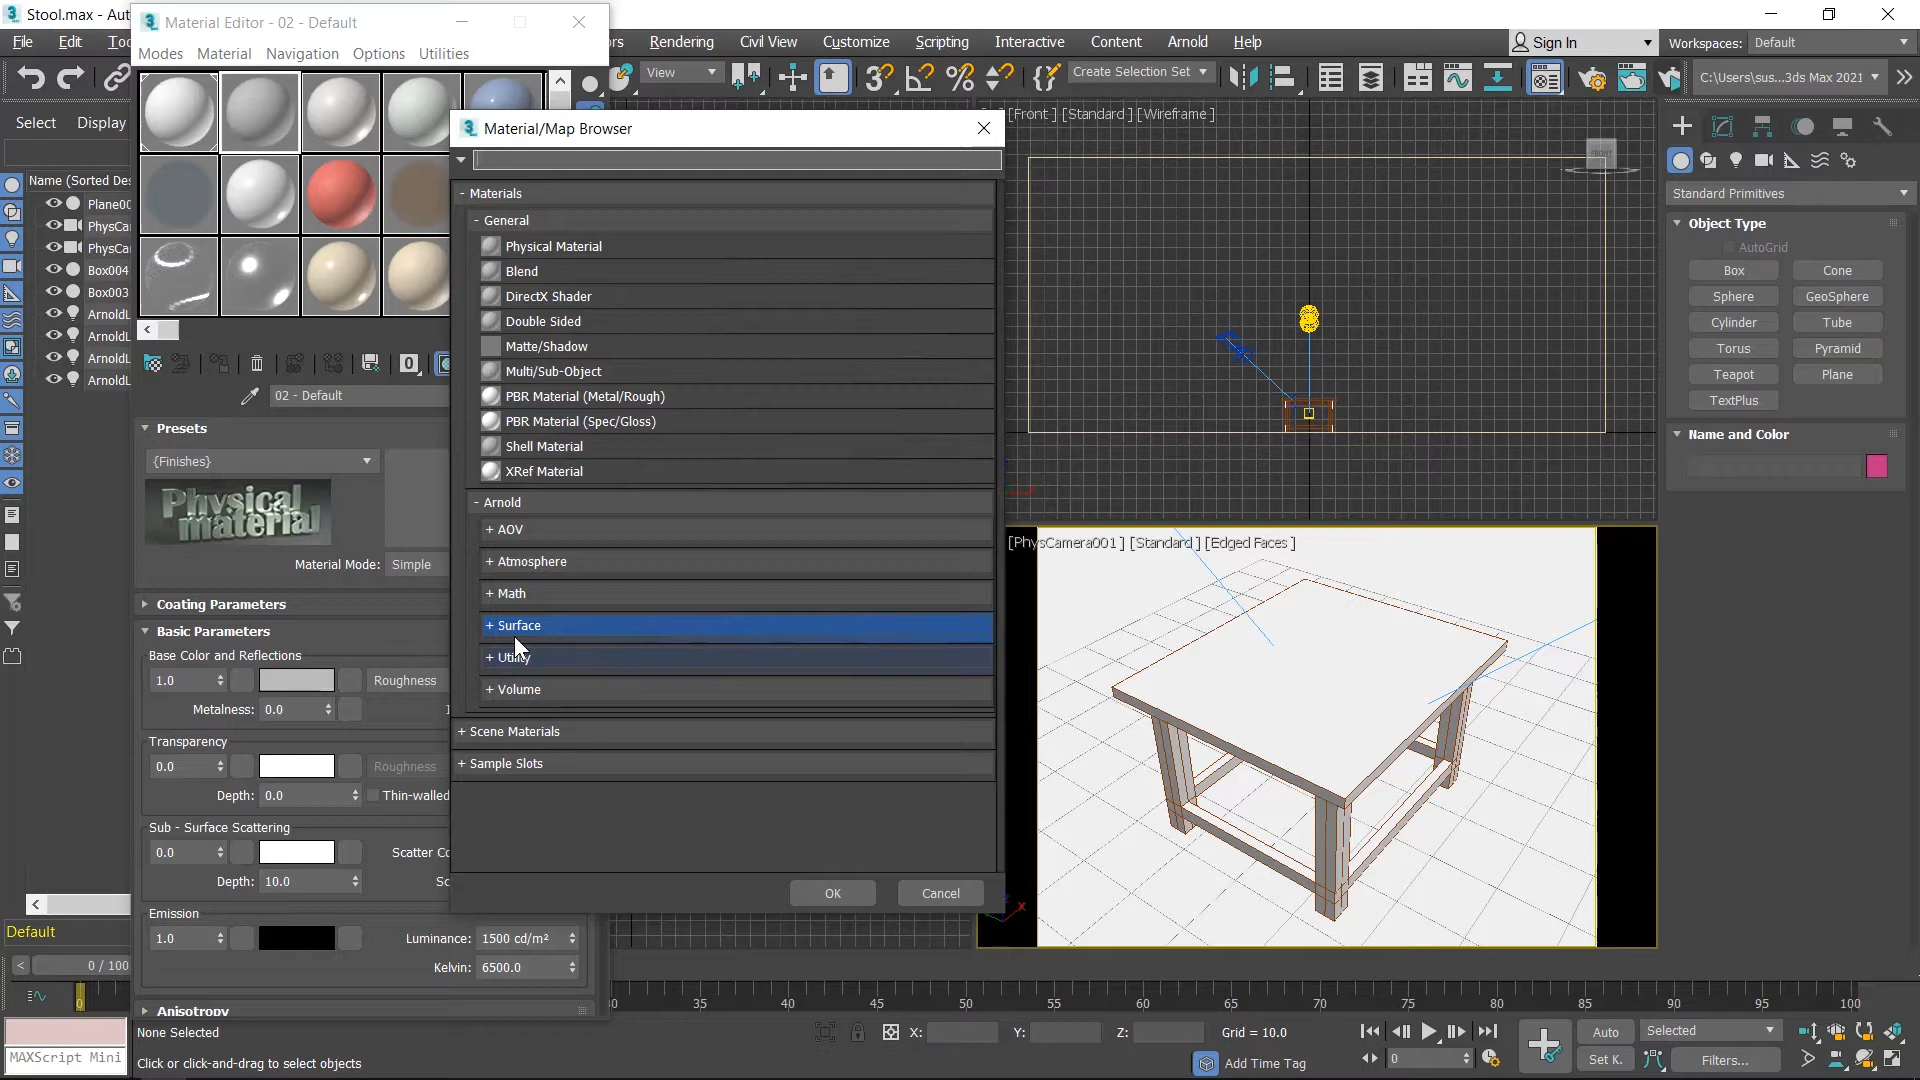 Stool.max - Aut
Material Editor - 02 - Default
File
Edit
Modes
Material
Navigation
Options
Utilities
Rendering
Civil View
Customize
Scripting
Interactive
Content
Arnold
Help
Sign In
Workspaces:
Default
View
Create Selection Set
C:\Users\sus...3ds Max 2021
Select
Display
Material/Map Browser
[Front ] [Standard ] [Wireframe ]
FRONT
Name (Sorted Des
Plane00
PhysCar
PhysCar
Box004
Box003
ArnoldL
ArnoldL
ArnoldL
ArnoldL
- Materials
- General
Physical Material
Blend
DirectX Shader
Double Sided
Matte/Shadow
Multi/Sub-Object
PBR Material (Metal/Rough)
PBR Material (Spec/Gloss)
Shell Material
XRef Material
- Arnold
+ AOV
+ Atmosphere
+ Math
+ Surface
+ Utility
+ Volume
+ Scene Materials
+ Sample Slots
OK
Cancel
Standard Primitives
Object Type
AutoGrid
Box
Cone
Sphere
GeoSphere
Cylinder
Tube
Torus
Pyramid
Teapot
Plane
TextPlus
Name and Color
02 - Default
Presets
{Finishes}
Physical material
Material Mode:
Simple
Coating Parameters
Basic Parameters
Base Color and Reflections
1.0
Roughness
Metalness:
0.0
Transparency
0.0
Roughness
Depth:
0.0
Thin-walled
Sub - Surface Scattering
0.0
Scatter Co
Depth:
10.0
Sc
Emission
1.0
Luminance:
1500 cd/m²
Kelvin:
6500.0
Anisotropy
[PhysCamera001 ] [Standard ] [Edged Faces ]
x
Default
0 / 100
0
30
35
40
45
50
55
60
65
70
75
80
85
90
95
100
None Selected
X:
Y:
Z:
Grid = 10.0
Auto
Selected
MAXScript Mini
Click or click-and-drag to select objects
Add Time Tag
0
Set K.
Filters...